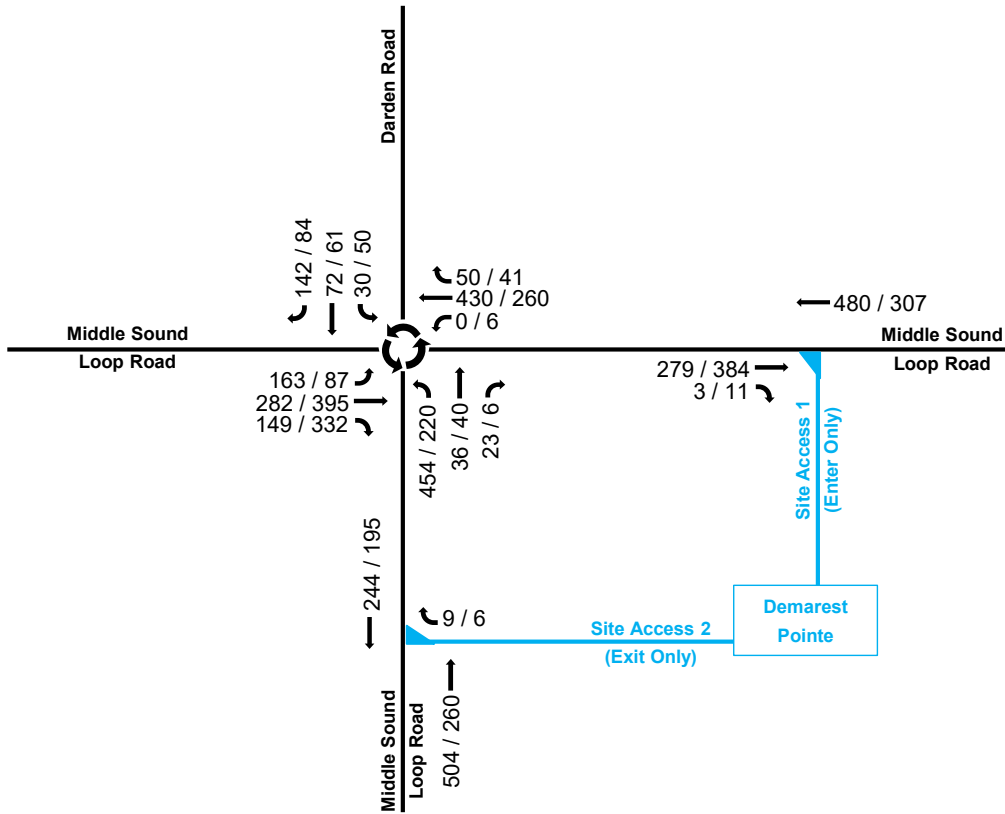 Darden Road
142 / 84
72 / 61
30 / 50
50 / 41
430 / 260
0 / 6
480 / 307
Middle Sound
Loop Road
Middle Sound
Loop Road
163 / 87
282 / 395
149 / 332
454 / 220
36 / 40
23 / 6
279 / 384
3 / 11
Site Access 1
(Enter Only)
244 / 195
9 / 6
Site Access 2
(Exit Only)
Demarest
Pointe
504 / 260
Middle Sound
Loop Road